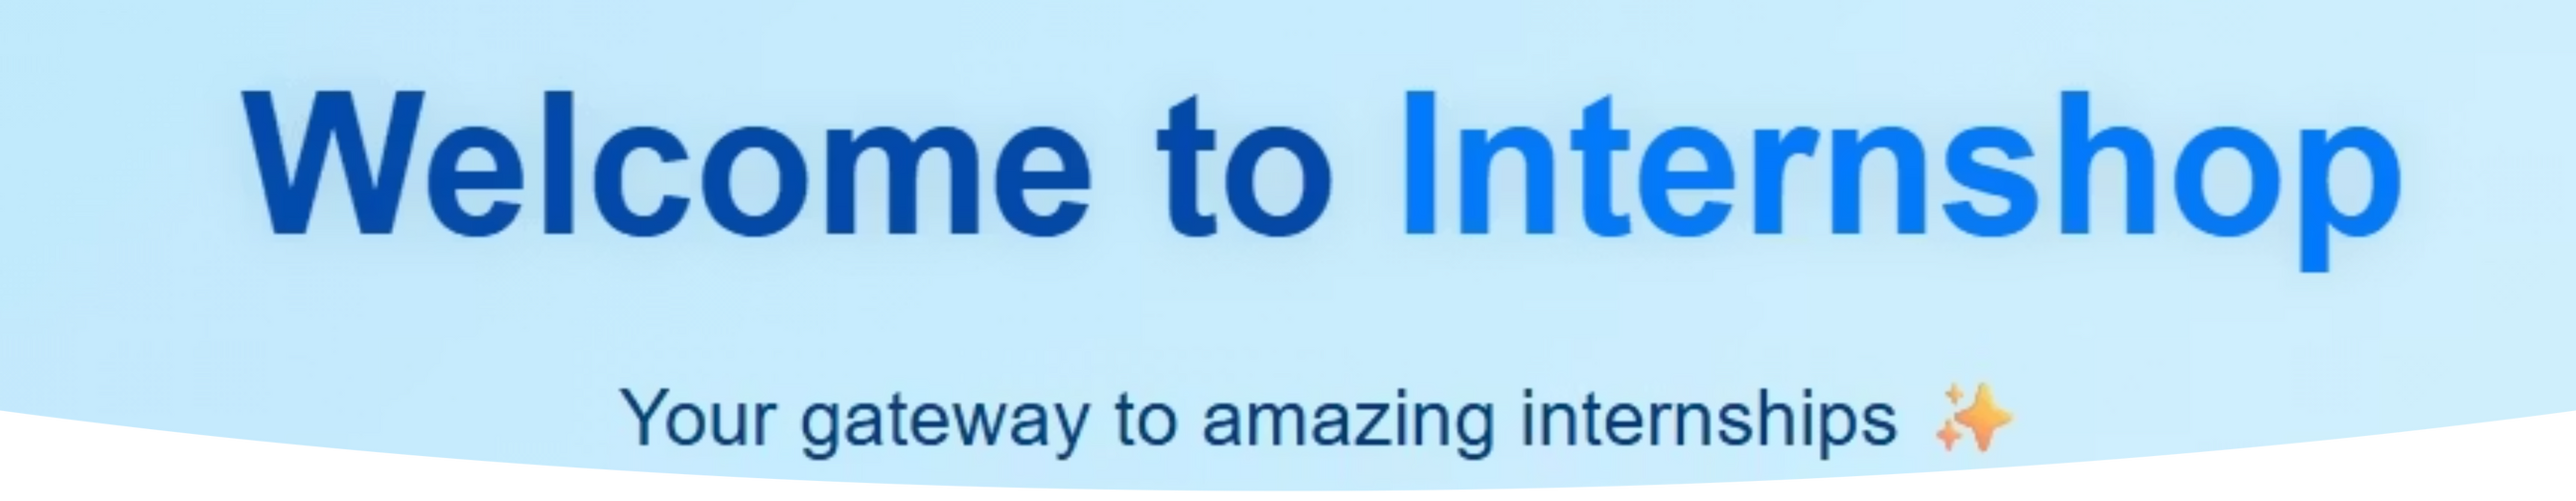 Welcome to Internshop
Your gateway to amazing internships ✨